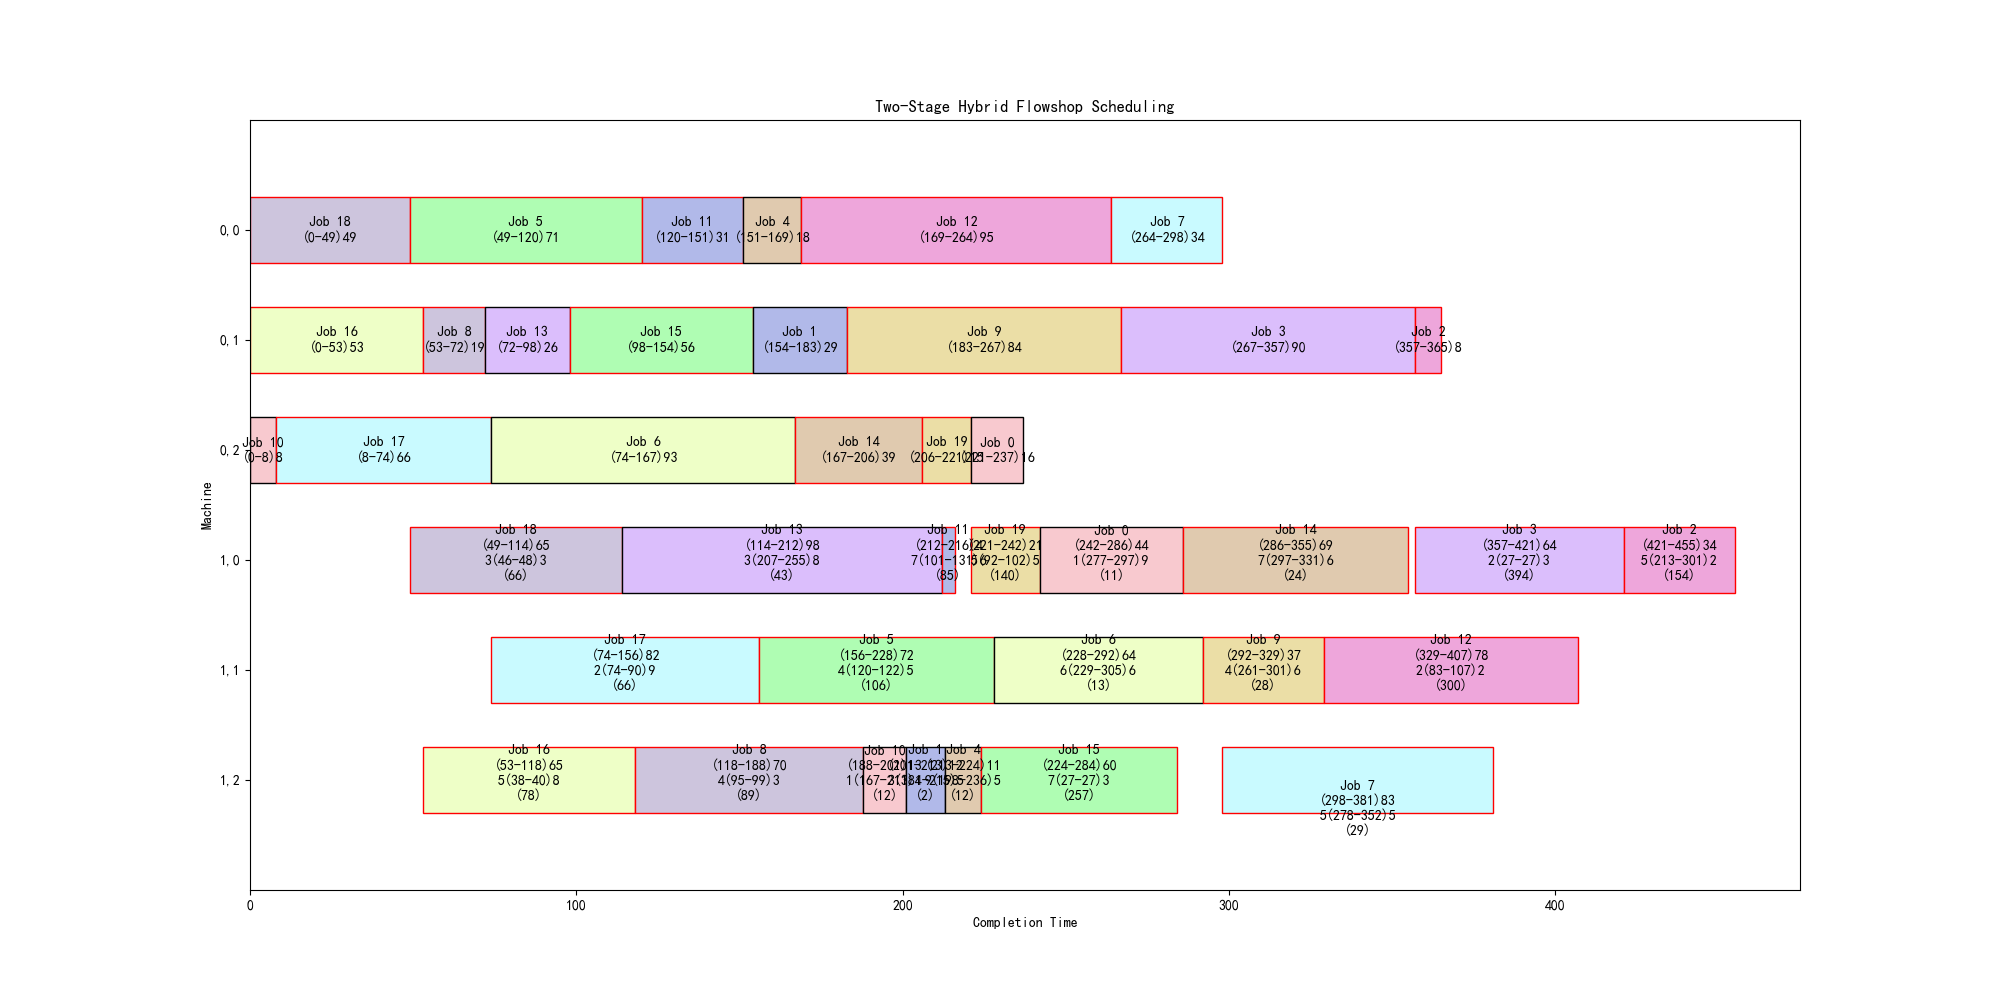 Two-Stage Hybrid Flowshop Scheduling
Machine
0,0
Job 18
(0-49)49
Job 5
(49-120)71
Job 11
(120-151)31
Job 4
(151-169)18
Job 12
(169-264)95
Job 7
(264-298)34
0,1
Job 16
(0-53)53
Job 8
(53-72)19
Job 13
(72-98)26
Job 15
(98-154)56
Job 1
(154-183)29
Job 9
(183-267)84
Job 3
(267-357)90
Job 2
(357-365)8
0,2
Job 10
(0-8)8
Job 17
(8-74)66
Job 6
(74-167)93
Job 14
(167-206)39
Job 19
(206-221)15
Job 0
(221-237)16
1,0
Job 18
(49-114)65
3(46-48)3
(66)
Job 13
(114-212)98
3(207-255)8
(43)
Job 11
(212-216)4
7(101-131)6
(85)
Job 19
(221-242)21
(92-102)5
(140)
Job 0
(242-286)44
1(277-297)9
(11)
Job 14
(286-355)69
7(297-331)6
(24)
Job 3
(357-421)64
2(27-27)3
(394)
Job 2
(421-455)34
5(213-301)2
(154)
1,1
Job 17
(74-156)82
2(74-90)9
(66)
Job 5
(156-228)72
4(120-122)5
(106)
Job 6
(228-292)64
6(229-305)6
(13)
Job 9
(292-329)37
4(261-301)6
(28)
Job 12
(329-407)78
2(83-107)2
(300)
1,2
Job 16
(53-118)65
5(38-40)8
(78)
Job 8
(118-188)70
4(95-99)3
(89)
Job 10
(188-201)13
(12)
Job 1
(201-213)12
(2)
Job 4
(213-224)11
(12)
Job 15
(224-284)60
7(27-27)3
(257)
Job 7
(298-381)83
5(278-352)5
(29)
0
100
200
300
400
Completion Time